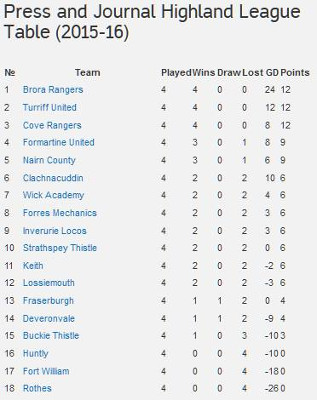 Press and Journal Highland League
Table (2015-16)
№ Team Played Wins Draw Lost GD Points
1 Brora Rangers 4 4 0 0 24 12
2 Turriff United 4 4 0 0 12 12
3 Cove Rangers 4 4 0 0 8 12
4 Formartine United 4 3 0 1 8 9
5 Nairn County 4 3 0 1 6 9
6 Clachnacuddin 4 2 0 2 10 6
7 Wick Academy 4 2 0 2 4 6
8 Forres Mechanics 4 2 0 2 3 6
9 Inverurie Locos 4 2 0 2 3 6
10 Strathspey Thistle 4 2 0 2 0 6
11 Keith 4 2 0 2 -2 6
12 Lossiemouth 4 2 0 2 -3 6
13 Fraserburgh 4 1 1 2 0 4
14 Deveronvale 4 1 1 2 -9 4
15 Buckie Thistle 4 1 0 3 -10 3
16 Huntly 4 0 0 4 -10 0
17 Fort William 4 0 0 4 -18 0
18 Rothes 4 0 0 4 -26 0